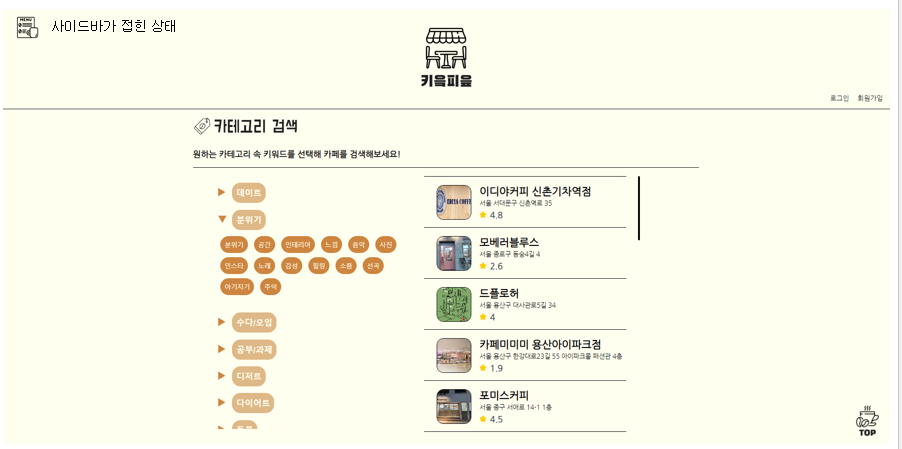 MENU
사이드바가 접힌 상태
키읔피읖
로그인 회원가입
카테고리 검색
원하는 카테고리 속 키워드를 선택해 카페를 검색해보세요!
▶ 데이트
▼ 분위기
분위기 공간 인테리어 느낌 음악 사진
인스타 노래 감성 힐링 소품 선곡
아기자기 추억
▶ 수다/모임
▶ 공부/과제
▶ 디저트
▶ 다이어트
이디야커피 신촌기차역점
서울 서대문구 신촌역로 35
4.8
모베러블루스
서울 종로구 동숭4길 4
2.6
드플로허
서울 용산구 대사관로5길 34
4
카페미미미 용산아이파크점
서울 용산구 한강대로23길 55 아이파크몰 패션관 4층
1.9
포미스커피
서울 중구 서애로 14-1 1층
4.5
TOP